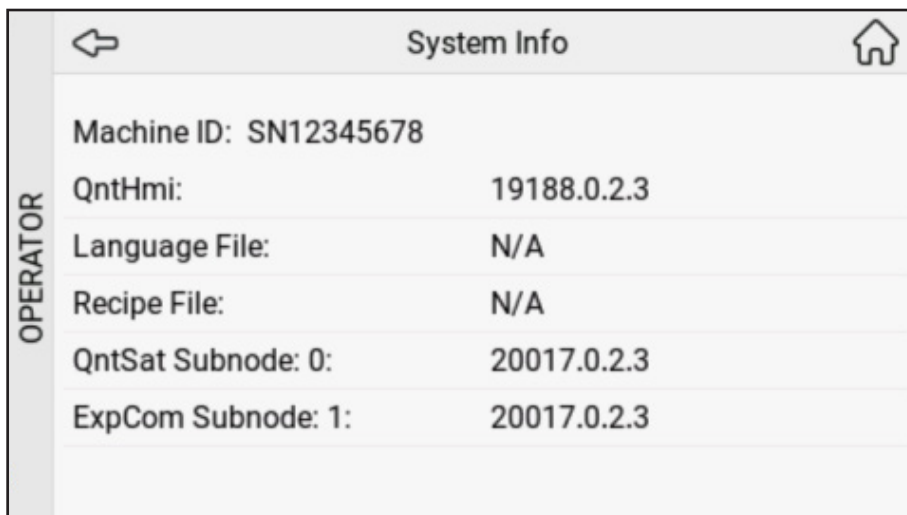 System Info
OPERATOR
Machine ID: SN12345678
QntHmi: 19188.0.2.3
Language File: N/A
Recipe File: N/A
QntSat Subnode: 0: 20017.0.2.3
ExpCom Subnode: 1: 20017.0.2.3